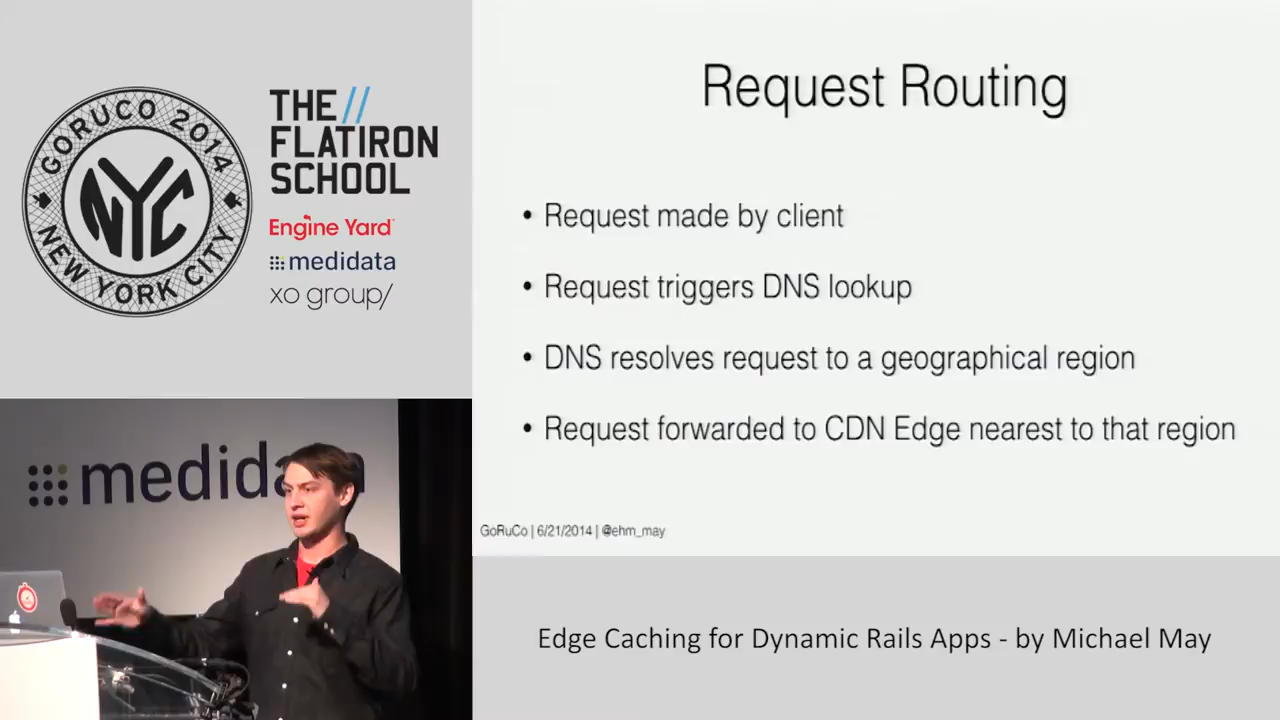 GORUCO 2014
NYC
NEW YORK CITY
THE //
FLATIRON
SCHOOL
Engine Yard
medidata
xo group/
Request Routing
• Request made by client
• Request triggers DNS lookup
• DNS resolves request to a geographical region
• Request forwarded to CDN Edge nearest to that region
GoRuCo | 6/21/2014 | @ehm_may
medida
Edge Caching for Dynamic Rails Apps - by Michael May